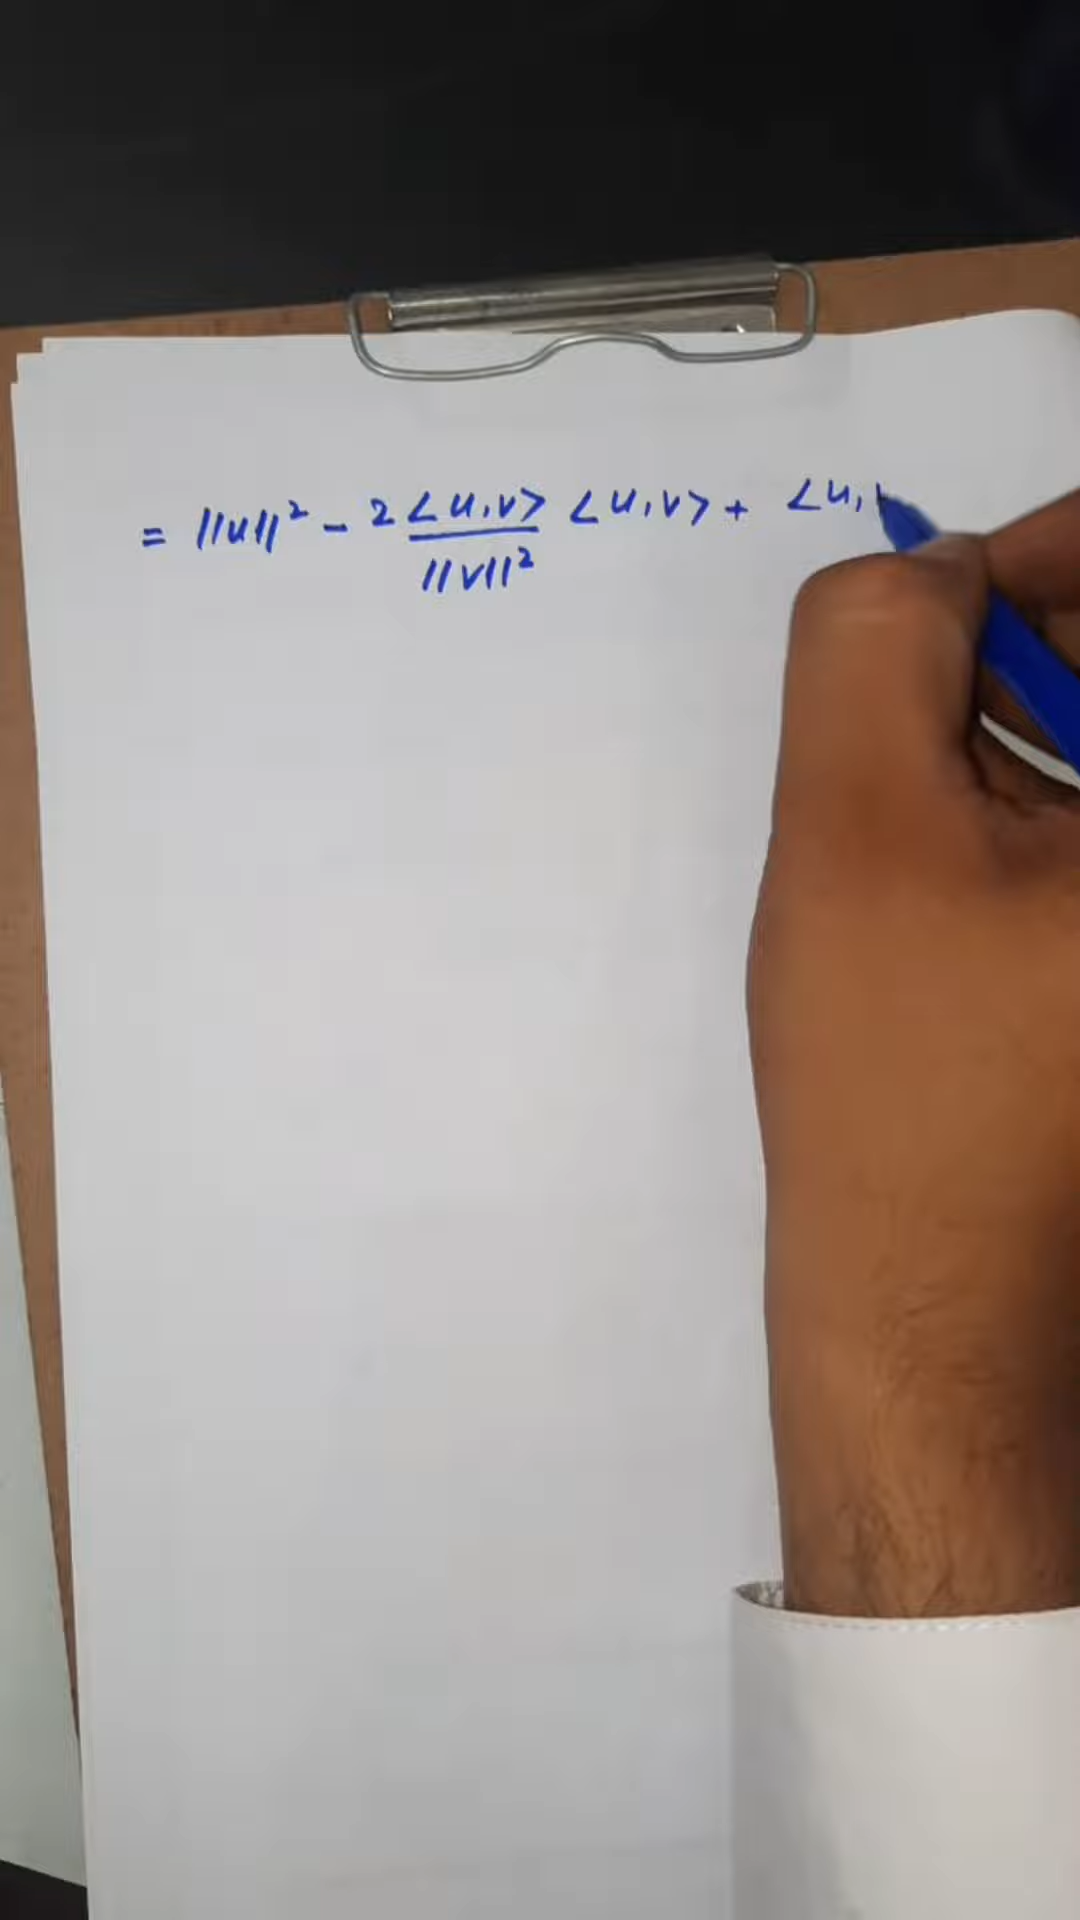 = ||u||² - 2 <u,v>/||v||² <u,v> + <u,